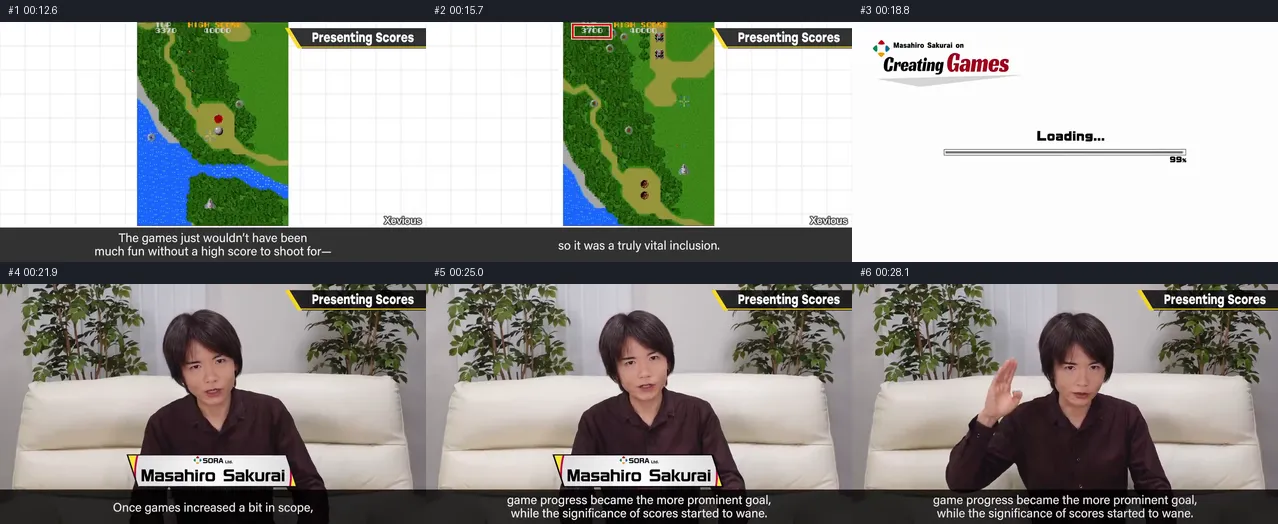 #1 00:12.6
TOP HIGH SCORE
3370 40000
Presenting Scores
Xevious
The games just wouldn't have been
much fun without a high score to shoot for—
#2 00:15.7
HIGH SCORE
3700 40000
Presenting Scores
Xevious
so it was a truly vital inclusion.
#3 00:18.8
Masahiro Sakurai on
Creating Games
Loading...
99%
#4 00:21.9
Presenting Scores
SORA Ltd.
Masahiro Sakurai
Once games increased a bit in scope,
#5 00:25.0
Presenting Scores
SORA Ltd.
Masahiro Sakurai
game progress became the more prominent goal,
while the significance of scores started to wane.
#6 00:28.1
Presenting Scores
game progress became the more prominent goal,
while the significance of scores started to wane.